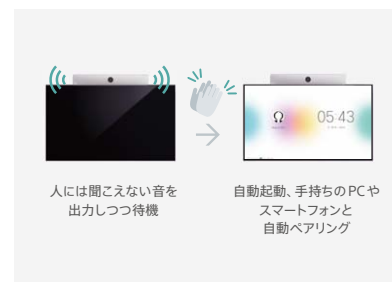 05:43
人には聞こえない音を
出力しつつ待機
自動起動、手持ちのPCや
スマートフォンと
自動ペアリング